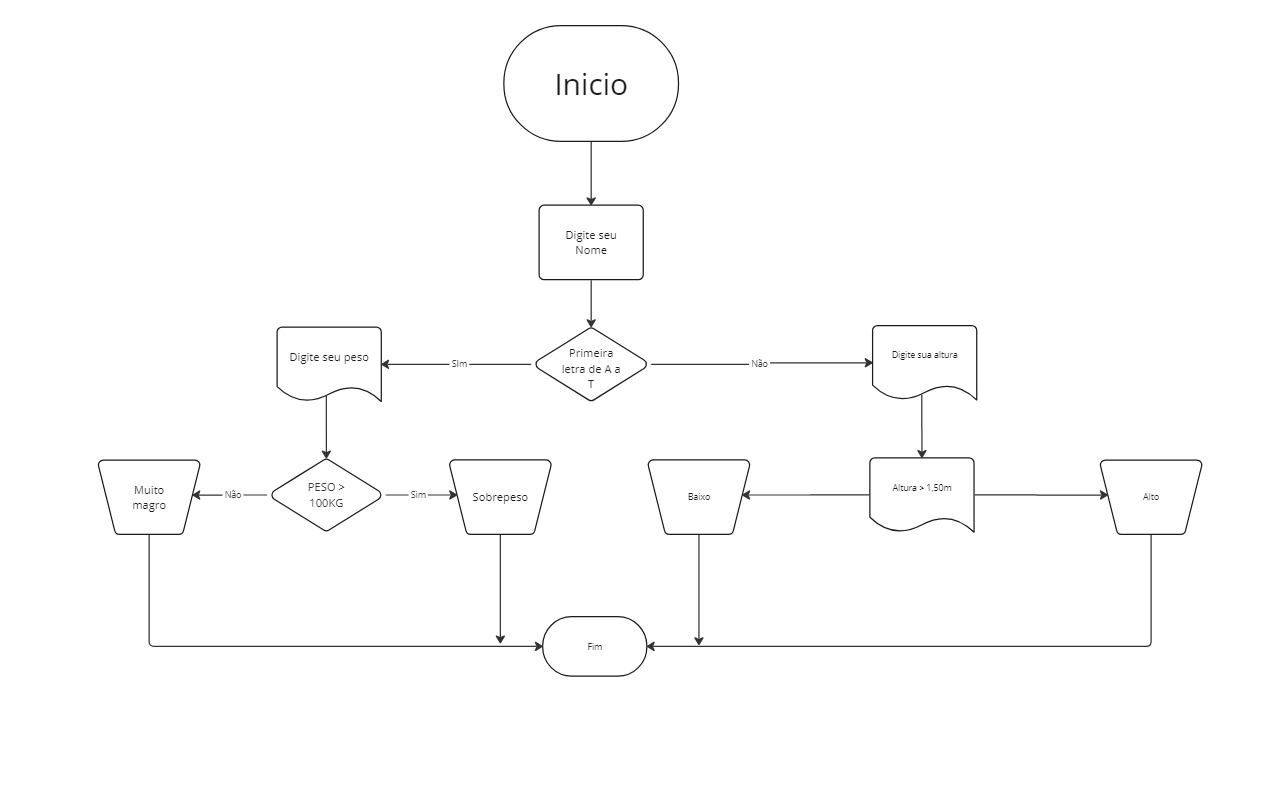 Inicio
Digite seu
Nome
Primeira
letra de A a
T
Sim
Não
Digite seu peso
Digite sua altura
PESO >
100KG
Não
Sim
Muito
magro
Sobrepeso
Baixo
Altura > 1,50m
Alto
Fim